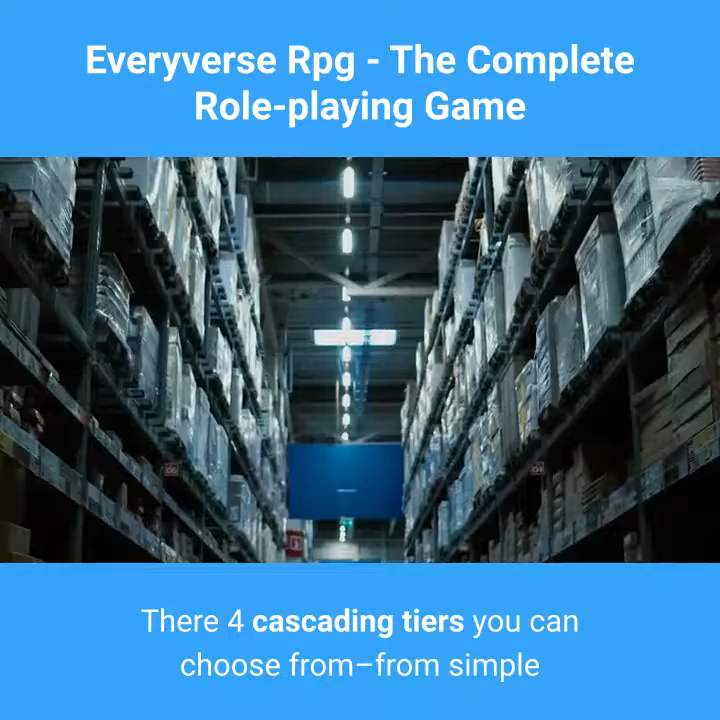 Everyverse Rpg - The Complete
Role-playing Game
There 4 cascading tiers you can
choose from–from simple